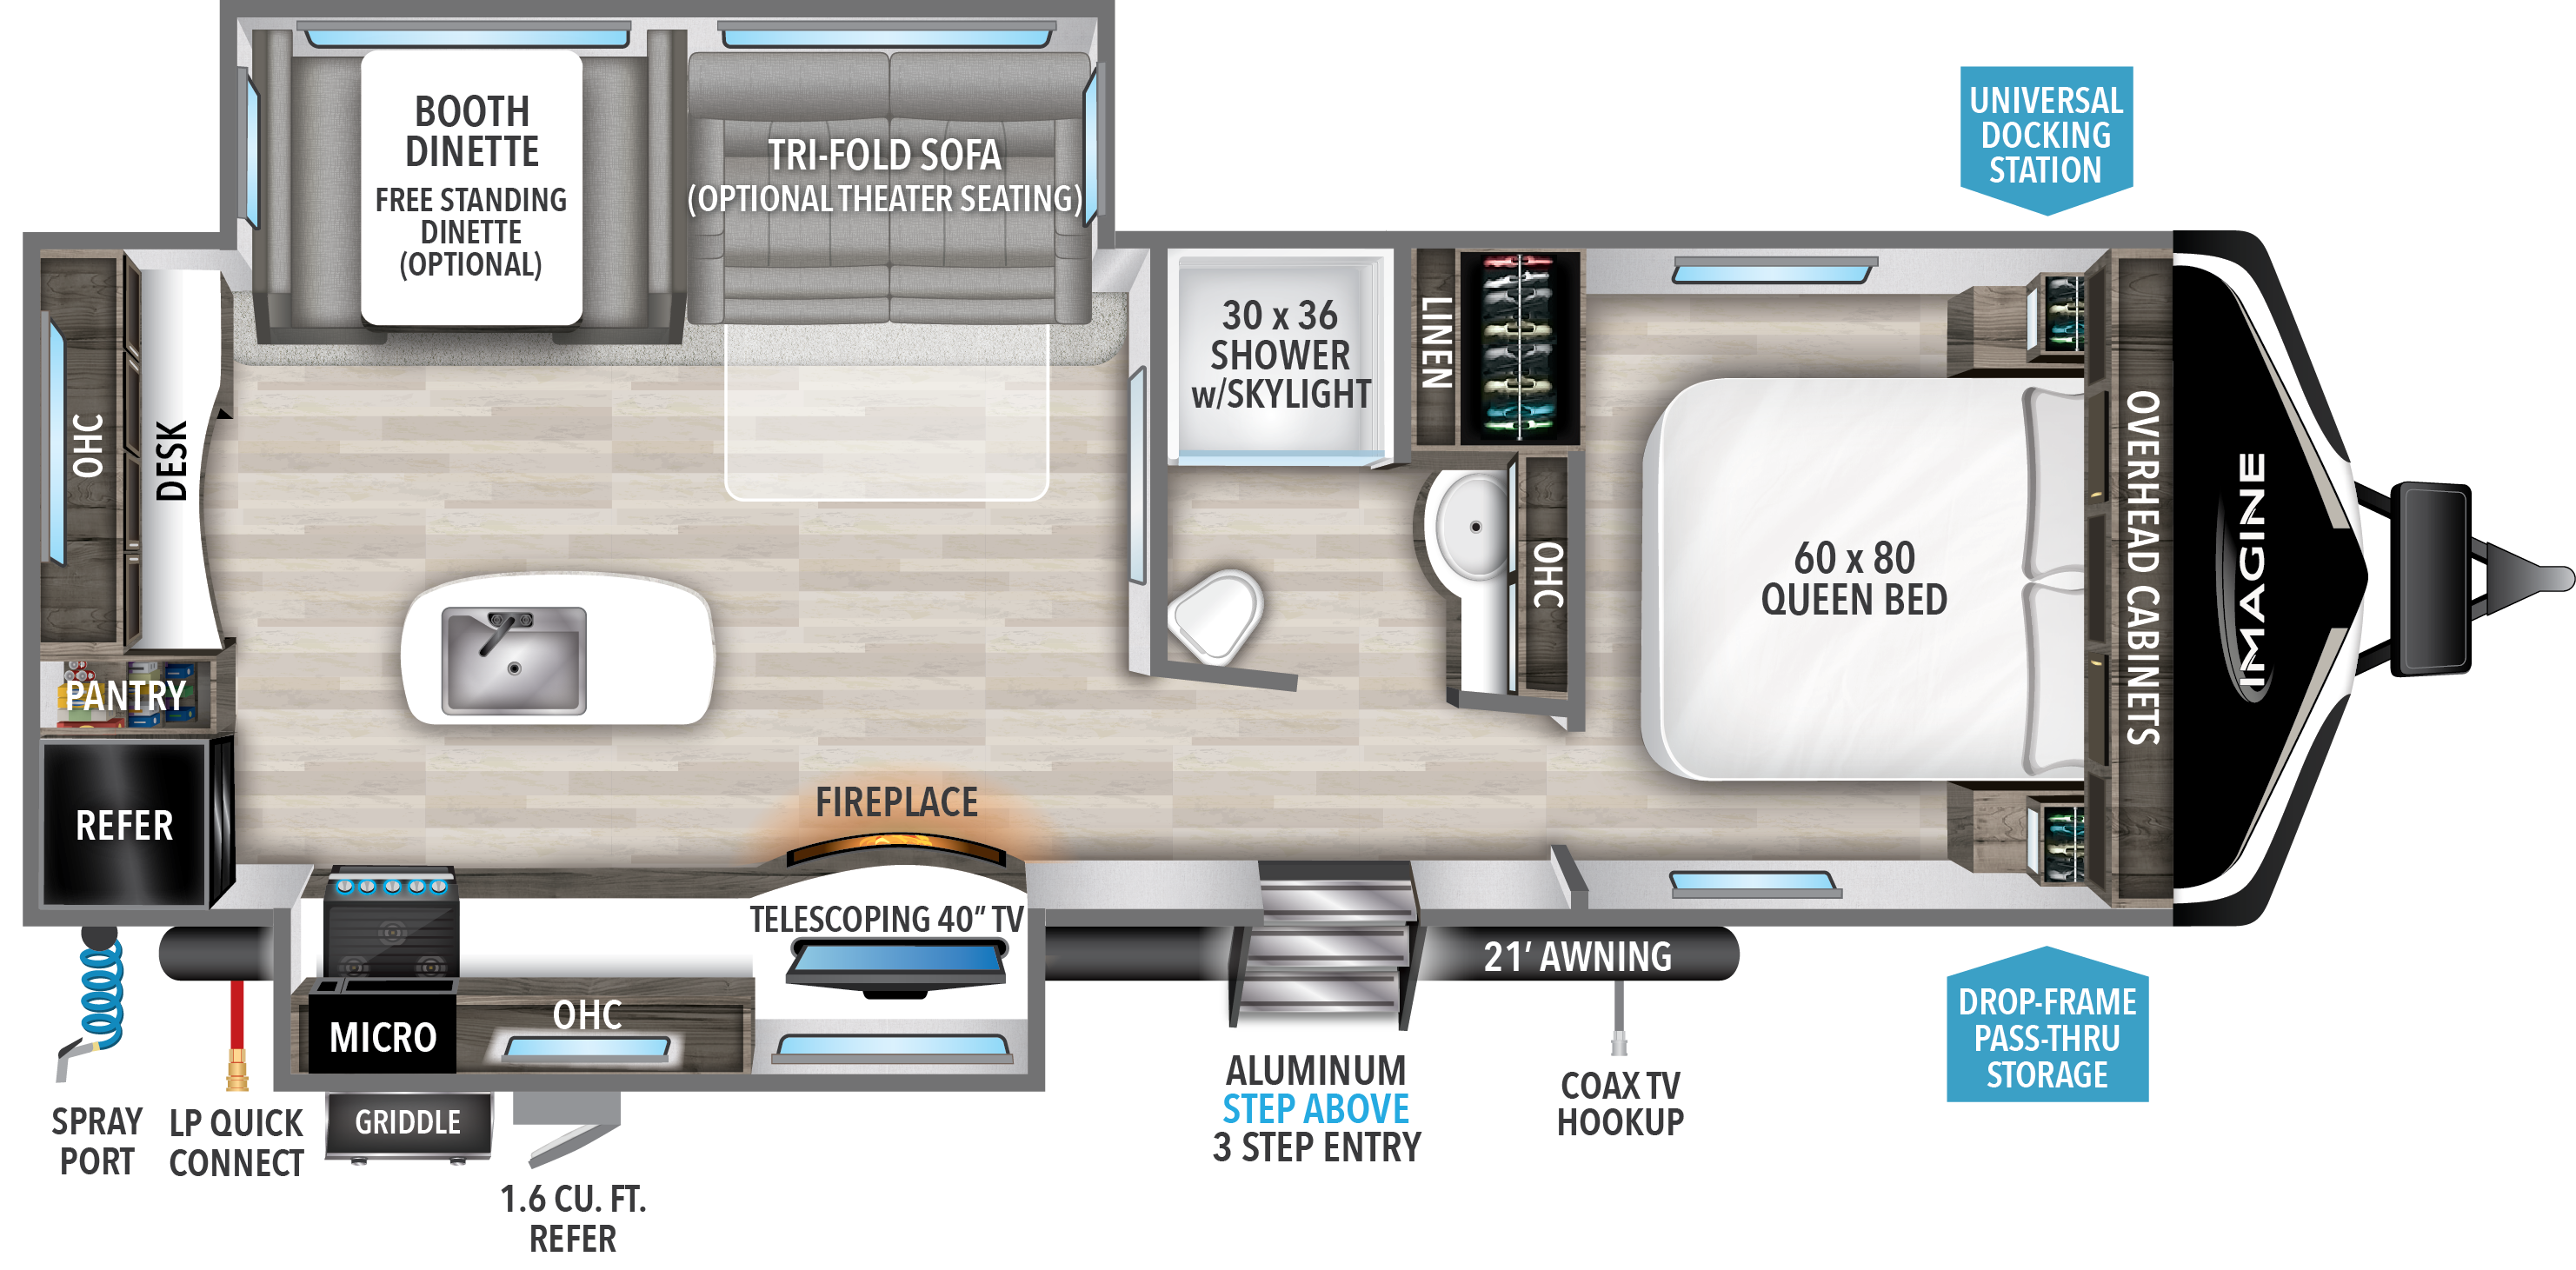 BOOTH
DINETTE
FREE STANDING
DINETTE
(OPTIONAL)
TRI-FOLD SOFA
(OPTIONAL THEATER SEATING)
UNIVERSAL
DOCKING
STATION
OHC
DESK
PANTRY
REFER
30 x 36
SHOWER
w/SKYLIGHT
LINEN
OHC
60 x 80
QUEEN BED
OVERHEAD CABINETS
IMAGINE
FIREPLACE
TELESCOPING 40” TV
MICRO
OHC
21’ AWNING
SPRAY
PORT
LP QUICK
CONNECT
GRIDDLE
1.6 CU. FT.
REFER
ALUMINUM
STEP ABOVE
3 STEP ENTRY
COAX TV
HOOKUP
DROP-FRAME
PASS-THRU
STORAGE